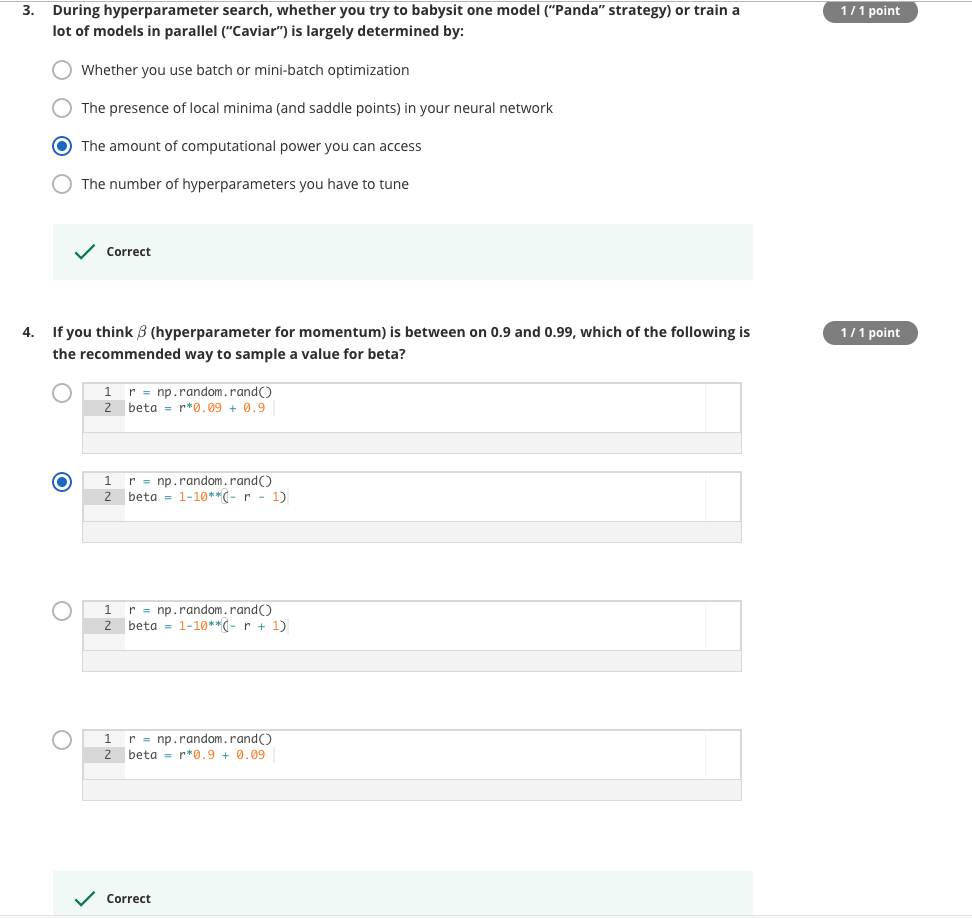 3. During hyperparameter search, whether you try to babysit one model (“Panda” strategy) or train a
lot of models in parallel (“Caviar”) is largely determined by:
1 / 1 point
Whether you use batch or mini-batch optimization
The presence of local minima (and saddle points) in your neural network
The amount of computational power you can access
The number of hyperparameters you have to tune
Correct
4. If you think β (hyperparameter for momentum) is between on 0.9 and 0.99, which of the following is
the recommended way to sample a value for beta?
1 / 1 point
1 r = np.random.rand()
2 beta = r*0.09 + 0.9
1 r = np.random.rand()
2 beta = 1-10**(- r - 1)
1 r = np.random.rand()
2 beta = 1-10**(- r + 1)
1 r = np.random.rand()
2 beta = r*0.9 + 0.09
Correct